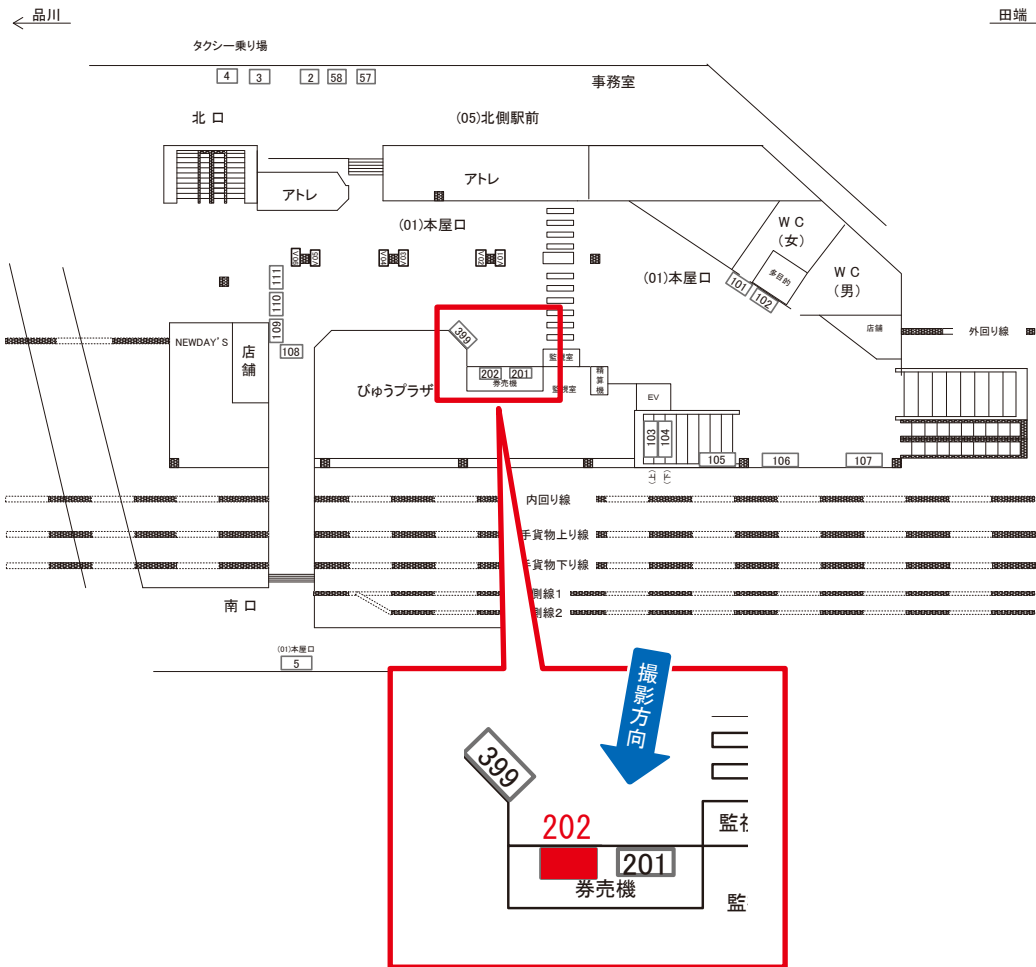 品川
田端
タクシー乗り場
4
3
2
58
57
事務室
北 口
(05)北側駅前
アトレ
アトレ
(01)本屋口
ＷＣ
(女)
多目的
ＷＣ
(男)
(01)本屋口
101
102
店舗
外回り線
111
110
109
108
NEWDAY'S
店舗
399
びゅうプラザ
202
201
券売機
監視室
監視室
精算機
EV
103
104
(上)
(下)
105
106
107
内回り線
手貨物上り線
手貨物下り線
側線1
側線2
南 口
(01)本屋口
5
撮影方向
399
202
201
券売機
監視
監